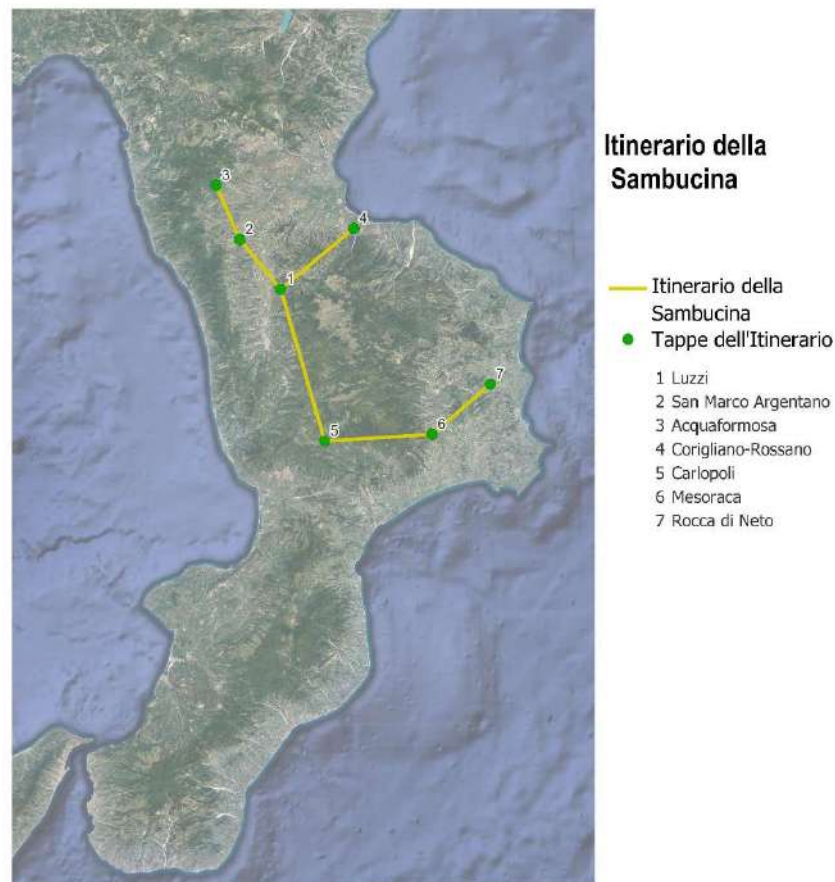 Itinerario della
Sambucina
Itinerario della
Sambucina
Tappe dell'Itinerario
1 Luzzi
2 San Marco Argentano
3 Acquaformosa
4 Corigliano-Rossano
5 Carlopoli
6 Mesoraca
7 Rocca di Neto
3
4
2
1
7
6
5